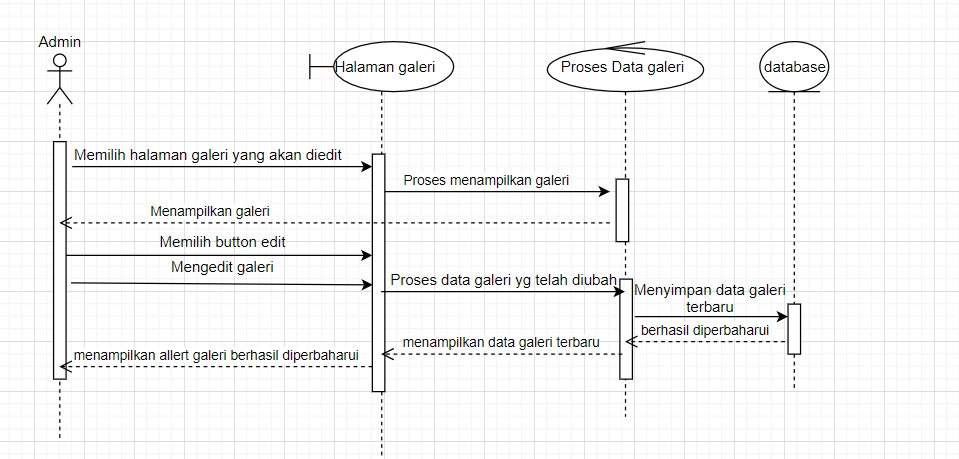 Admin
Halaman galeri
Proses Data galeri
database
Memilih halaman galeri yang akan diedit
Proses menampilkan galeri
Menampilkan galeri
Memilih button edit
Mengedit galeri
Proses data galeri yg telah diubah
Menyimpan data galeri
terbaru
berhasil diperbaharui
menampilkan data galeri terbaru
menampilkan allert galeri berhasil diperbaharui